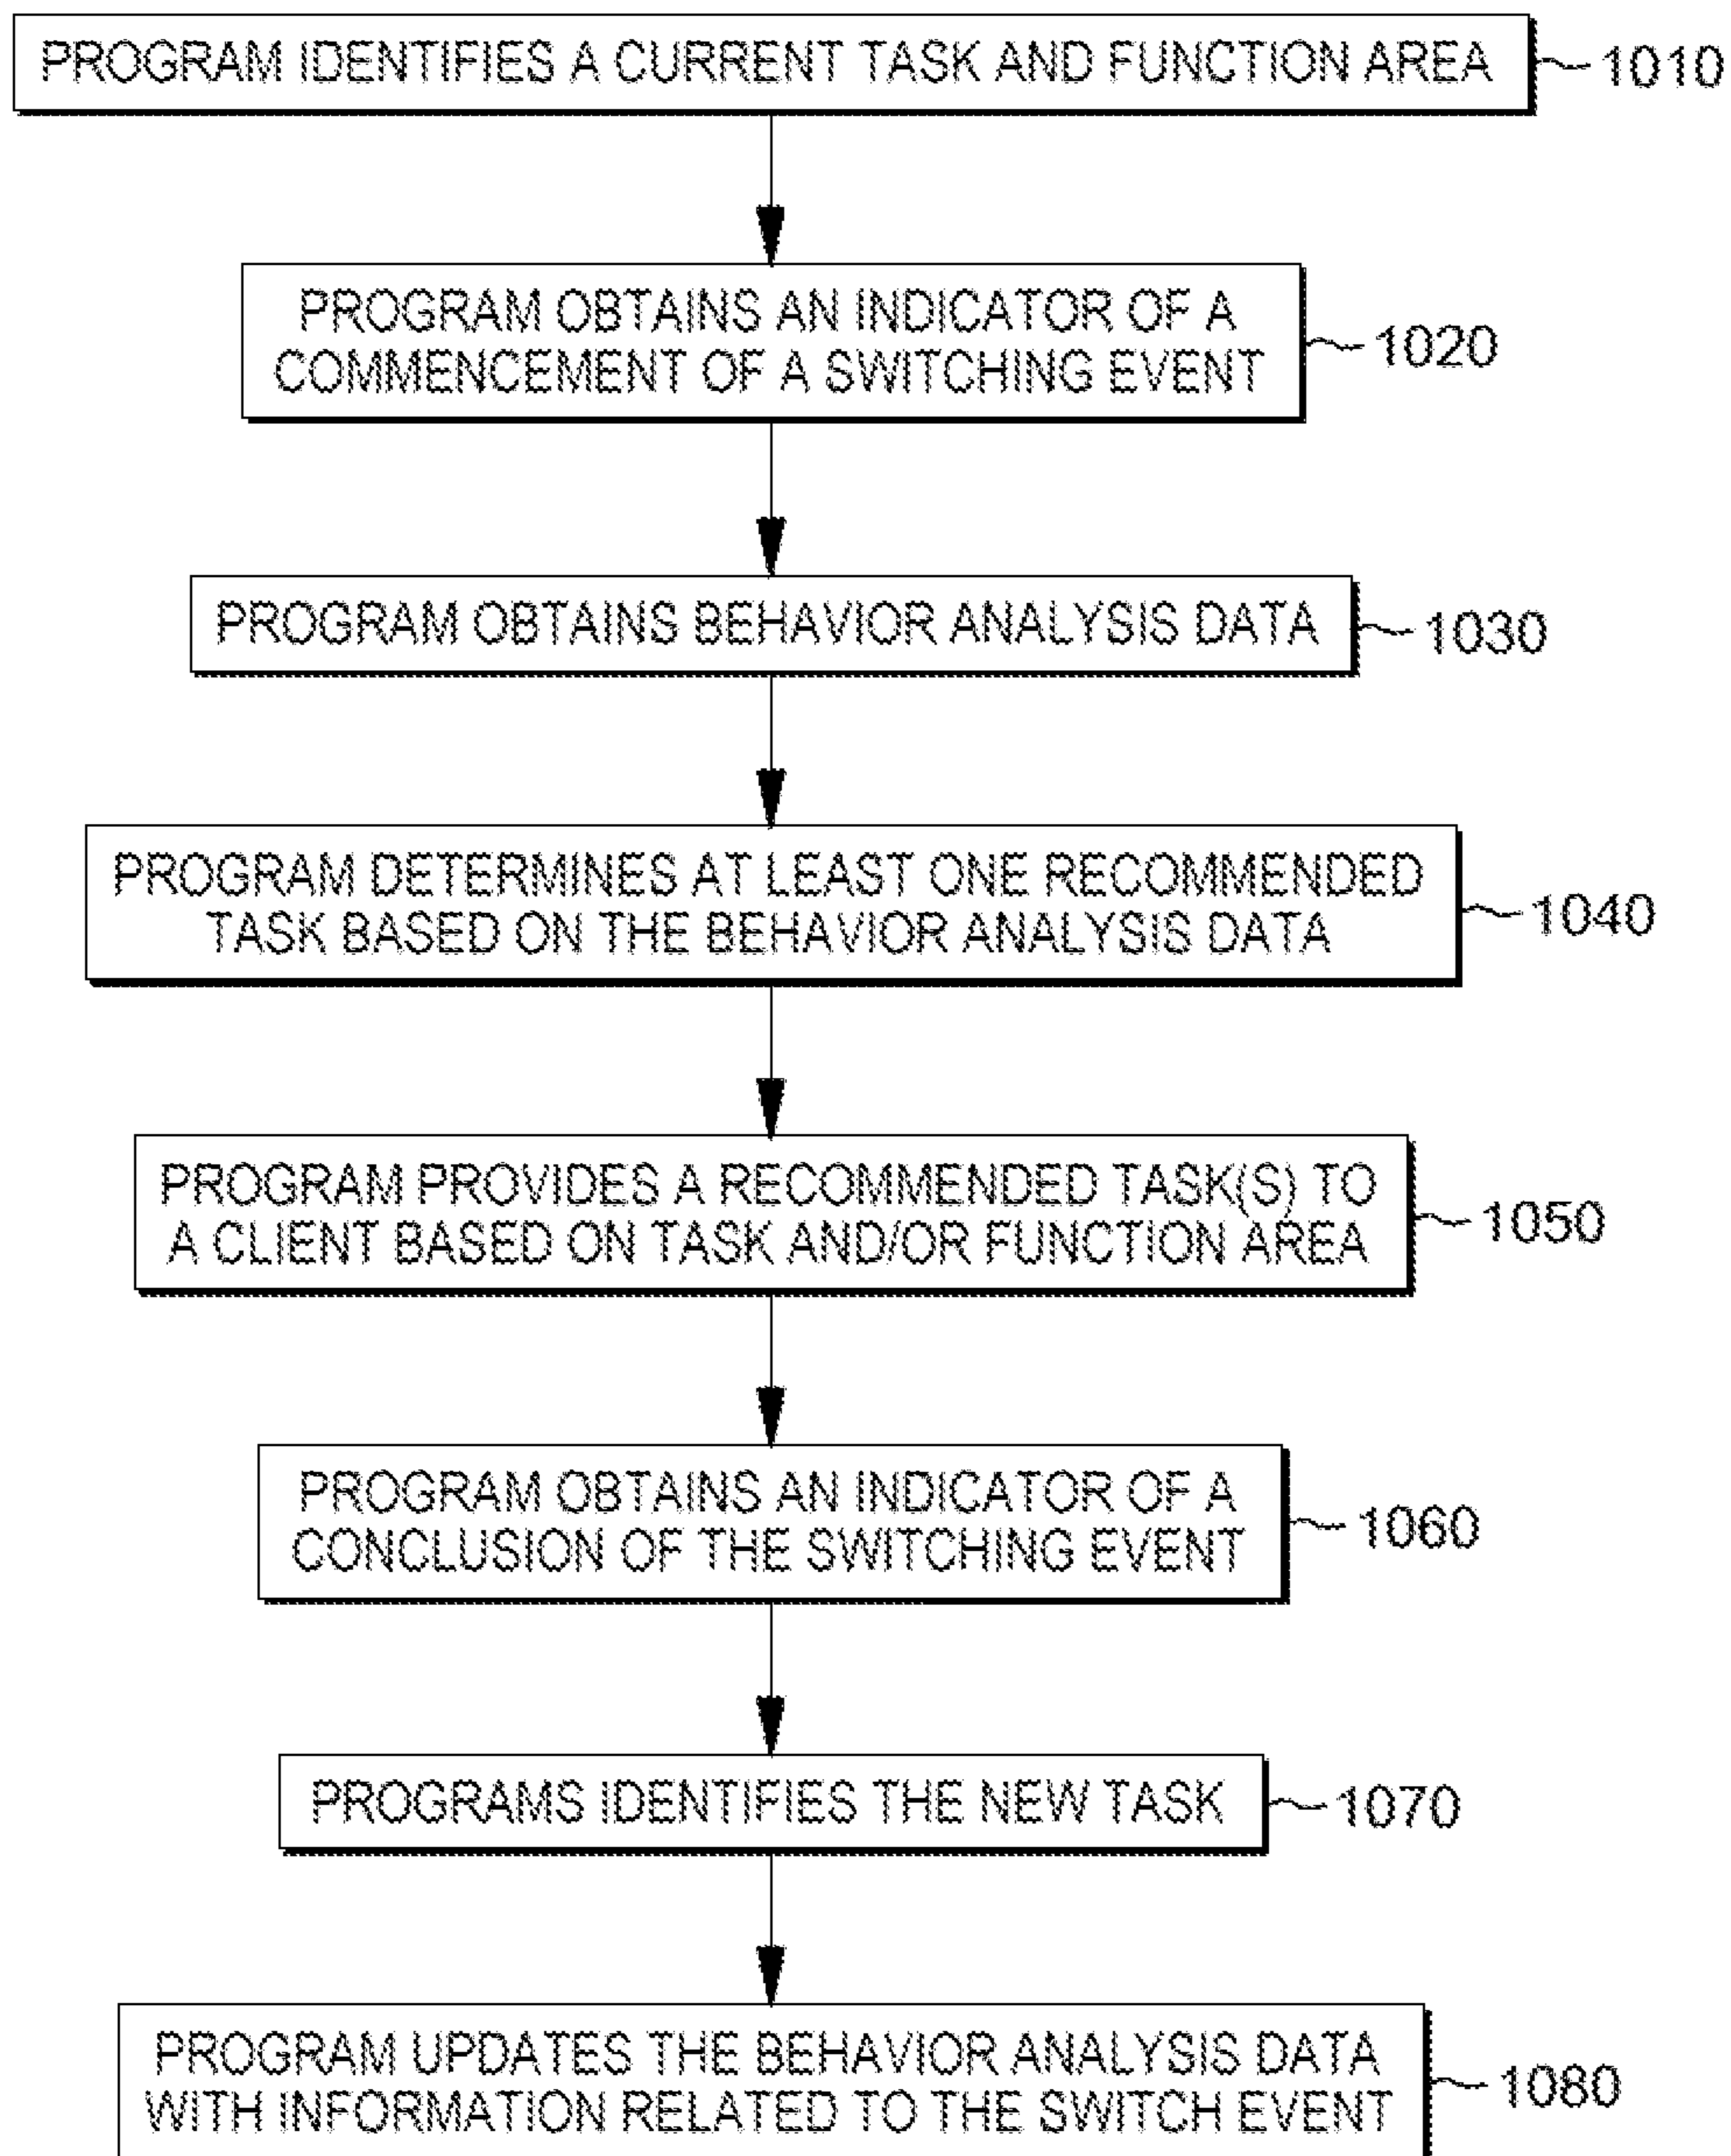 PROGRAM IDENTIFIES A CURRENT TASK AND FUNCTION AREA
1010
PROGRAM OBTAINS AN INDICATOR OF A
COMMENCEMENT OF A SWITCHING EVENT
1020
PROGRAM OBTAINS BEHAVIOR ANALYSIS DATA
1030
PROGRAM DETERMINES AT LEAST ONE RECOMMENDED
TASK BASED ON THE BEHAVIOR ANALYSIS DATA
1040
PROGRAM PROVIDES A RECOMMENDED TASK(S) TO
A CLIENT BASED ON TASK AND/OR FUNCTION AREA
1050
PROGRAM OBTAINS AN INDICATOR OF A
CONCLUSION OF THE SWITCHING EVENT
1060
PROGRAMS IDENTIFIES THE NEW TASK
1070
PROGRAM UPDATES THE BEHAVIOR ANALYSIS DATA
WITH INFORMATION RELATED TO THE SWITCH EVENT
1080